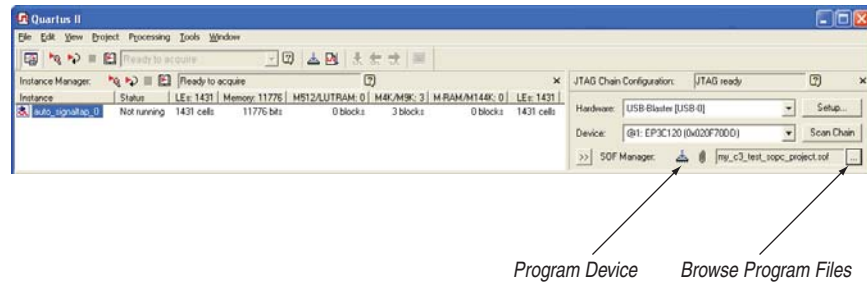 Quartus II
File Edit View Project Processing Tools Window
Ready to acquire
Instance Manager: Ready to acquire
JTAG Chain Configuration: JTAG ready
Instance Status LEs: 1431 Memory: 11776 M512/LUTRAM: 0 M4K/M9K: 3 M-RAM/M144K: 0 LEs: 1431
auto_signaltap_0 Not running 1431 cells 11776 bits 0 blocks 3 blocks 0 blocks 1431 cells
Hardware: USB-Blaster [USB-0] Setup...
Device: @1: EP3C120 (0x020F70DD) Scan Chain
>> SOF Manager: my_c3_test_sopc_project.sof ...
Program Device Browse Program Files